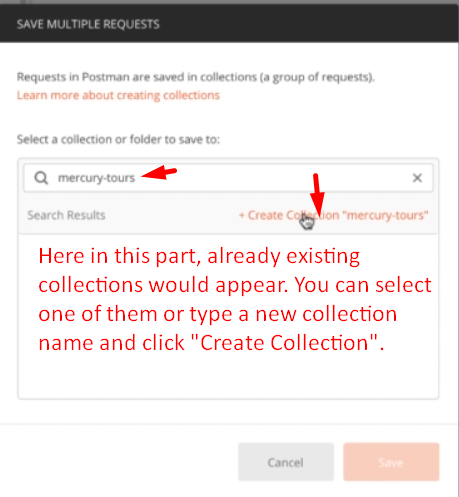 SAVE MULTIPLE REQUESTS
Requests in Postman are saved in collections (a group of requests).
Learn more about creating collections
Select a collection or folder to save to:
mercury-tours
Search Results
+ Create Collection "mercury-tours"
Here in this part, already existing
collections would appear. You can select
one of them or type a new collection
name and click "Create Collection".
Cancel
Save